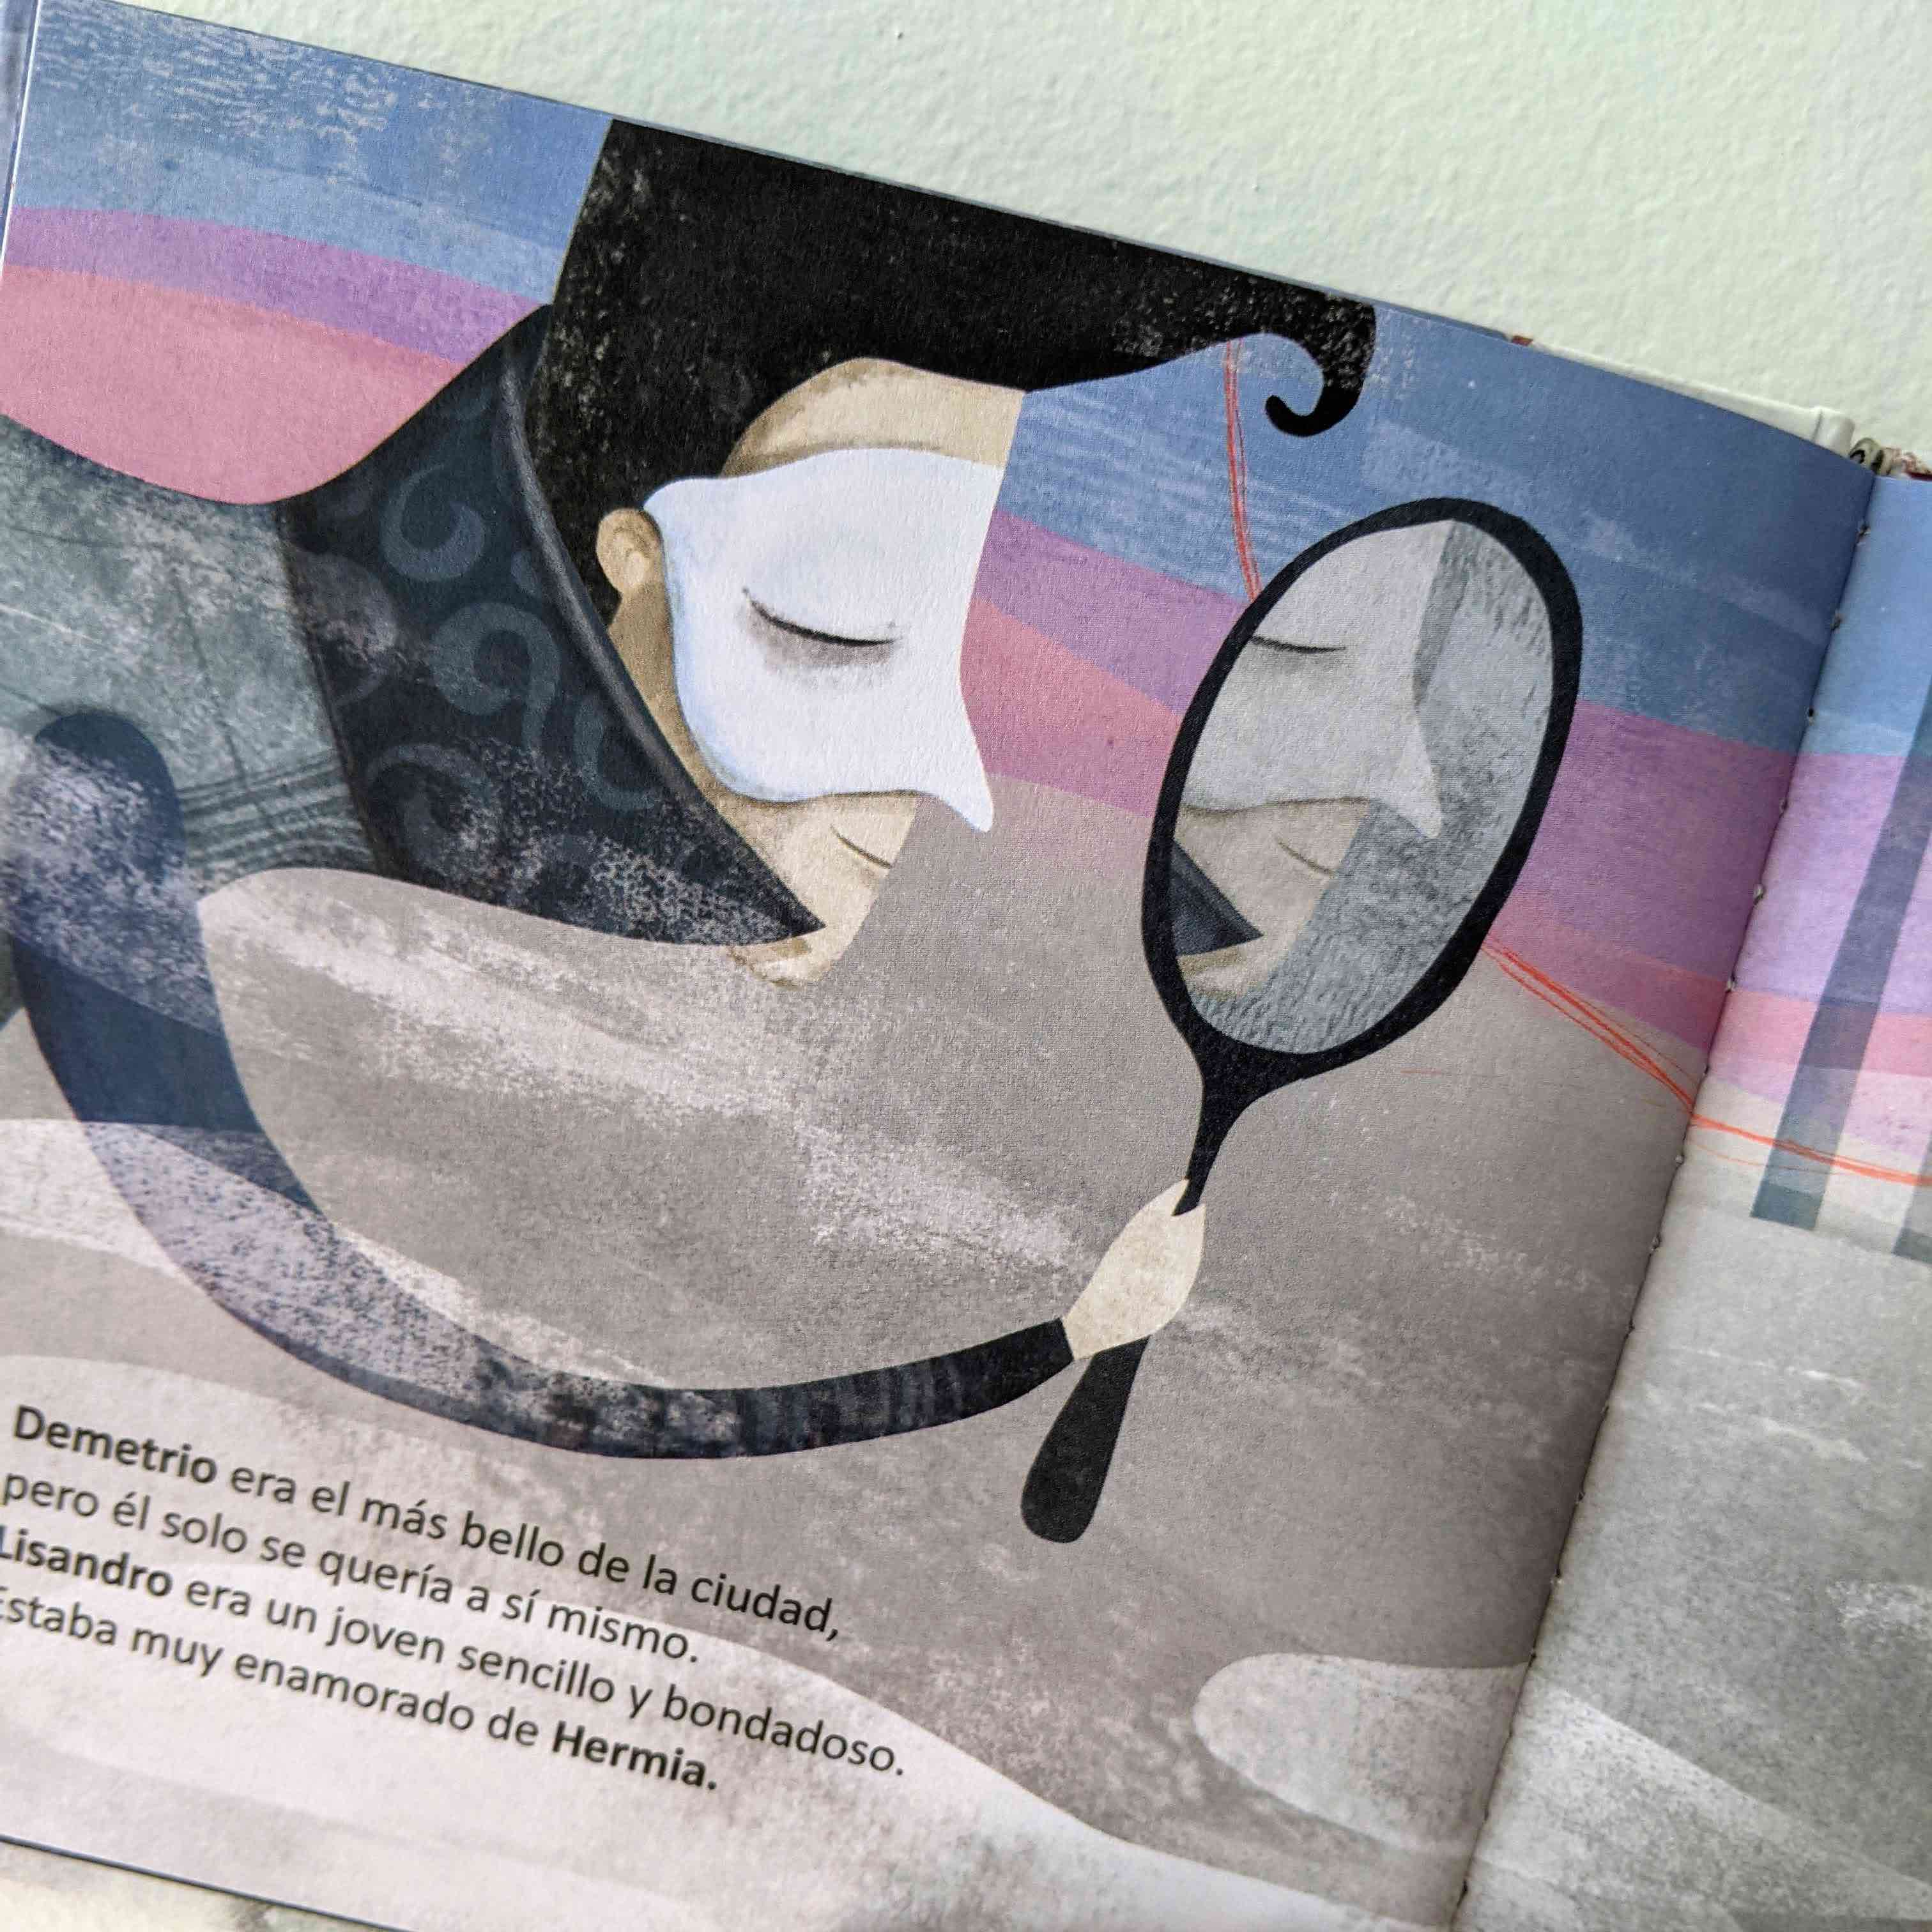 Demetrio era el más bello de la ciudad,
pero él solo se quería a sí mismo.
Lisandro era un joven sencillo y bondadoso.
Estaba muy enamorado de Hermia.